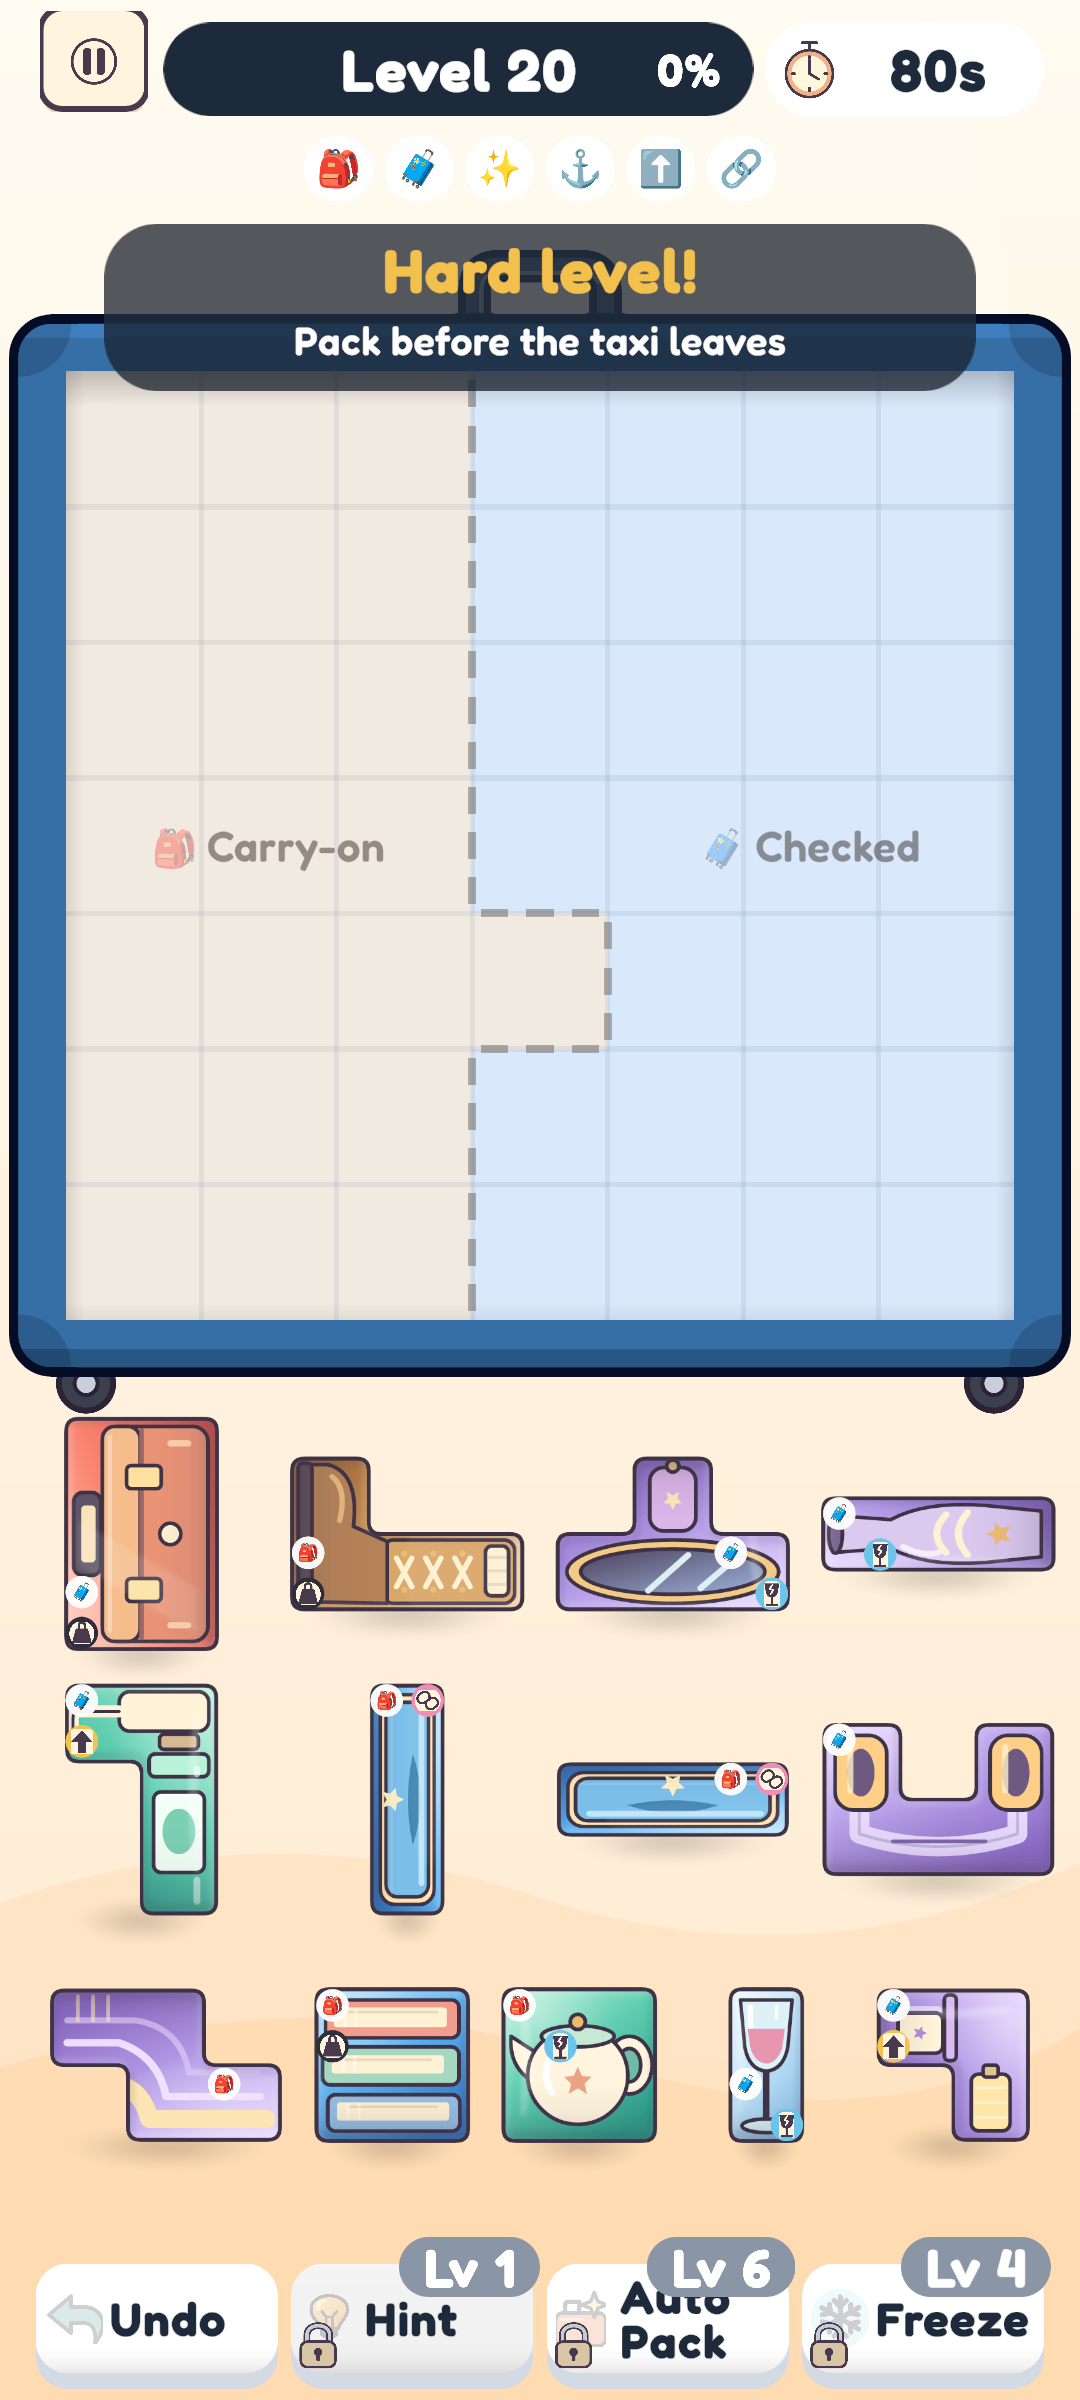 Level 20
0%
80s
Hard level!
Pack before the taxi leaves
Carry-on
Checked
Undo
Lv 1
Hint
Lv 6
Auto
Pack
Lv 4
Freeze